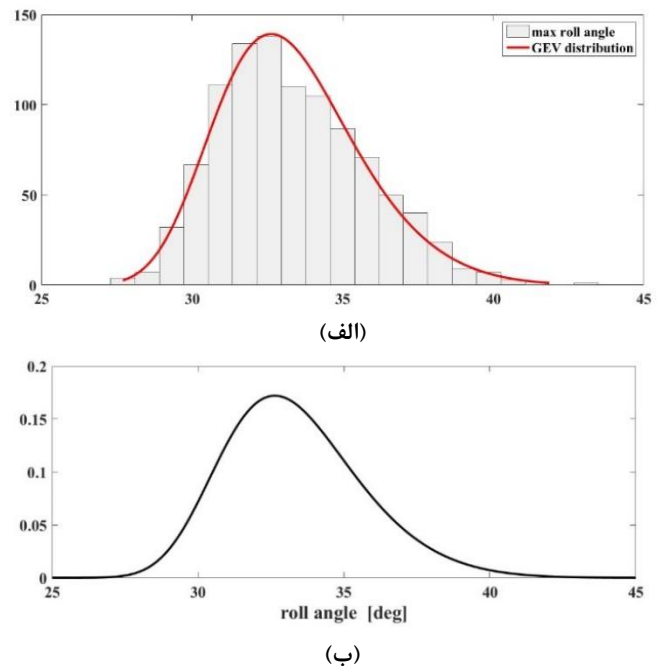 150
max roll angle
GEV distribution
100
50
0
25 30 35 40 45
(الف)
0.2
0.15
0.1
0.05
0
25 30 35 40 45
roll angle [deg]
(ب)